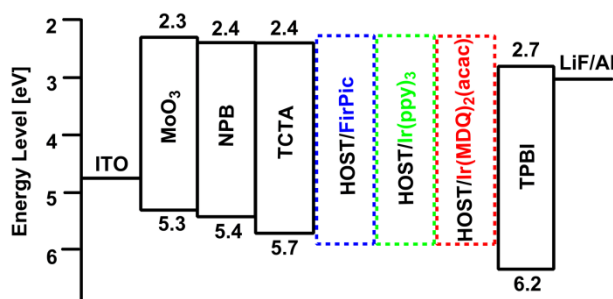 Energy Level [eV]
2
3
4
5
6
ITO
2.3
MoO3
5.3
2.4
NPB
5.4
2.4
TCTA
5.7
HOST/FirPic
HOST/Ir(ppy)3
HOST/Ir(MDQ)2(acac)
2.7
TPBI
6.2
LiF/Al